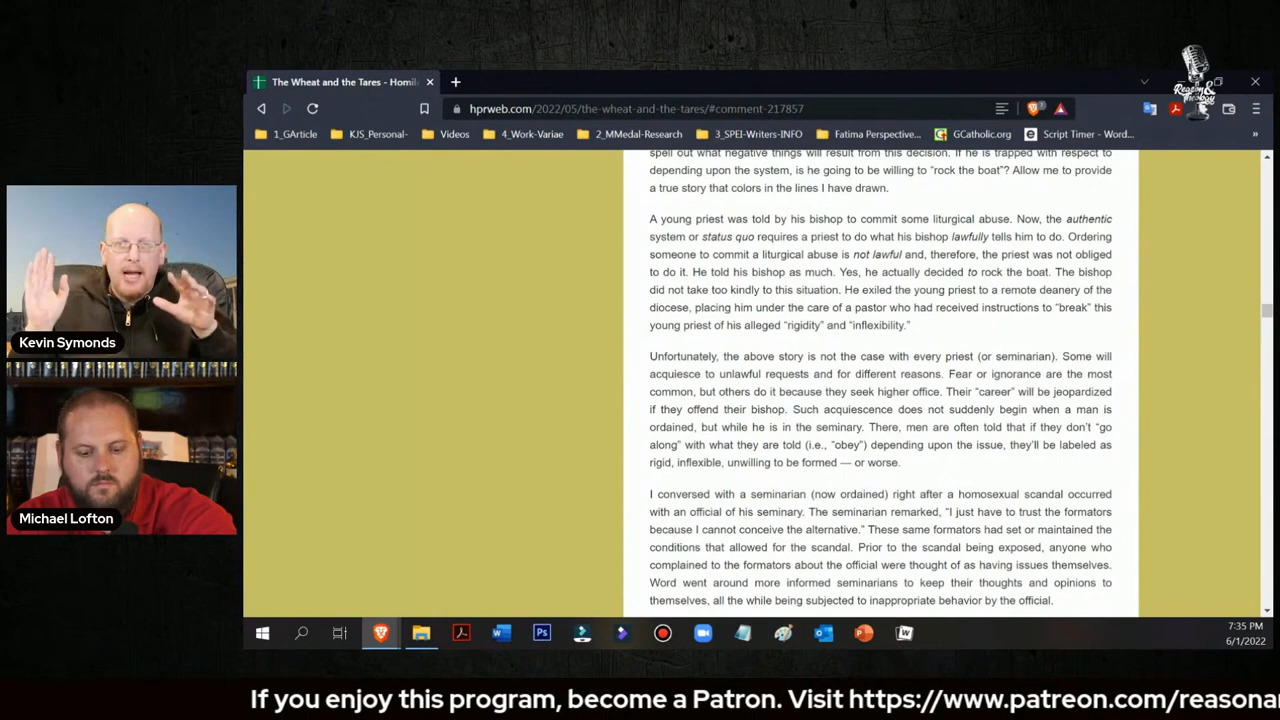 Reason &
Theology
The Wheat and the Tares - Homil
hprweb.com/2022/05/the-wheat-and-the-tares/#comment-217857
1_GArticle KJS_Personal- Videos 4_Work-Variae 2_MMedal-Research 3_SPEI-Writers-INFO Fatima Perspective... GCatholic.org Script Timer - Word... »
spell out what negative things will result from this decision. If he is trapped with respect to
depending upon the system, is he going to be willing to “rock the boat”? Allow me to provide
a true story that colors in the lines I have drawn.
A young priest was told by his bishop to commit some liturgical abuse. Now, the authentic
system or status quo requires a priest to do what his bishop lawfully tells him to do. Ordering
someone to commit a liturgical abuse is not lawful and, therefore, the priest was not obliged
to do it. He told his bishop as much. Yes, he actually decided to rock the boat. The bishop
did not take too kindly to this situation. He exiled the young priest to a remote deanery of the
diocese, placing him under the care of a pastor who had received instructions to “break” this
young priest of his alleged “rigidity” and “inflexibility.”
Unfortunately, the above story is not the case with every priest (or seminarian). Some will
acquiesce to unlawful requests and for different reasons. Fear or ignorance are the most
common, but others do it because they seek higher office. Their “career” will be jeopardized
if they offend their bishop. Such acquiescence does not suddenly begin when a man is
ordained, but while he is in the seminary. There, men are often told that if they don’t “go
along” with what they are told (i.e., “obey”) depending upon the issue, they’ll be labeled as
rigid, inflexible, unwilling to be formed — or worse.
I conversed with a seminarian (now ordained) right after a homosexual scandal occurred
with an official of his seminary. The seminarian remarked, “I just have to trust the formators
because I cannot conceive the alternative.” These same formators had set or maintained the
conditions that allowed for the scandal. Prior to the scandal being exposed, anyone who
complained to the formators about the official were thought of as having issues themselves.
Word went around more informed seminarians to keep their thoughts and opinions to
themselves, all the while being subjected to inappropriate behavior by the official.
Kevin Symonds
Michael Lofton
7:35 PM
6/1/2022
If you enjoy this program, become a Patron. Visit https://www.patreon.com/reasona